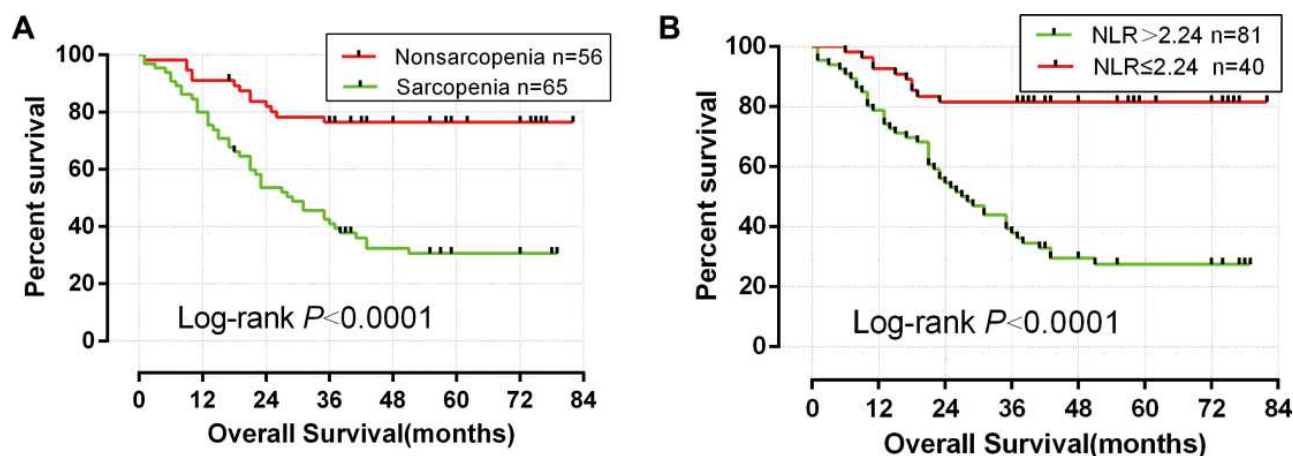 A
Nonsarcopenia n=56
Sarcopenia n=65
100
80
60
40
20
0
Percent survival
Log-rank P<0.0001
0 12 24 36 48 60 72 84
Overall Survival(months)
B
NLR>2.24 n=81
NLR≤2.24 n=40
100
80
60
40
20
0
Percent survival
Log-rank P<0.0001
0 12 24 36 48 60 72 84
Overall Survival(months)